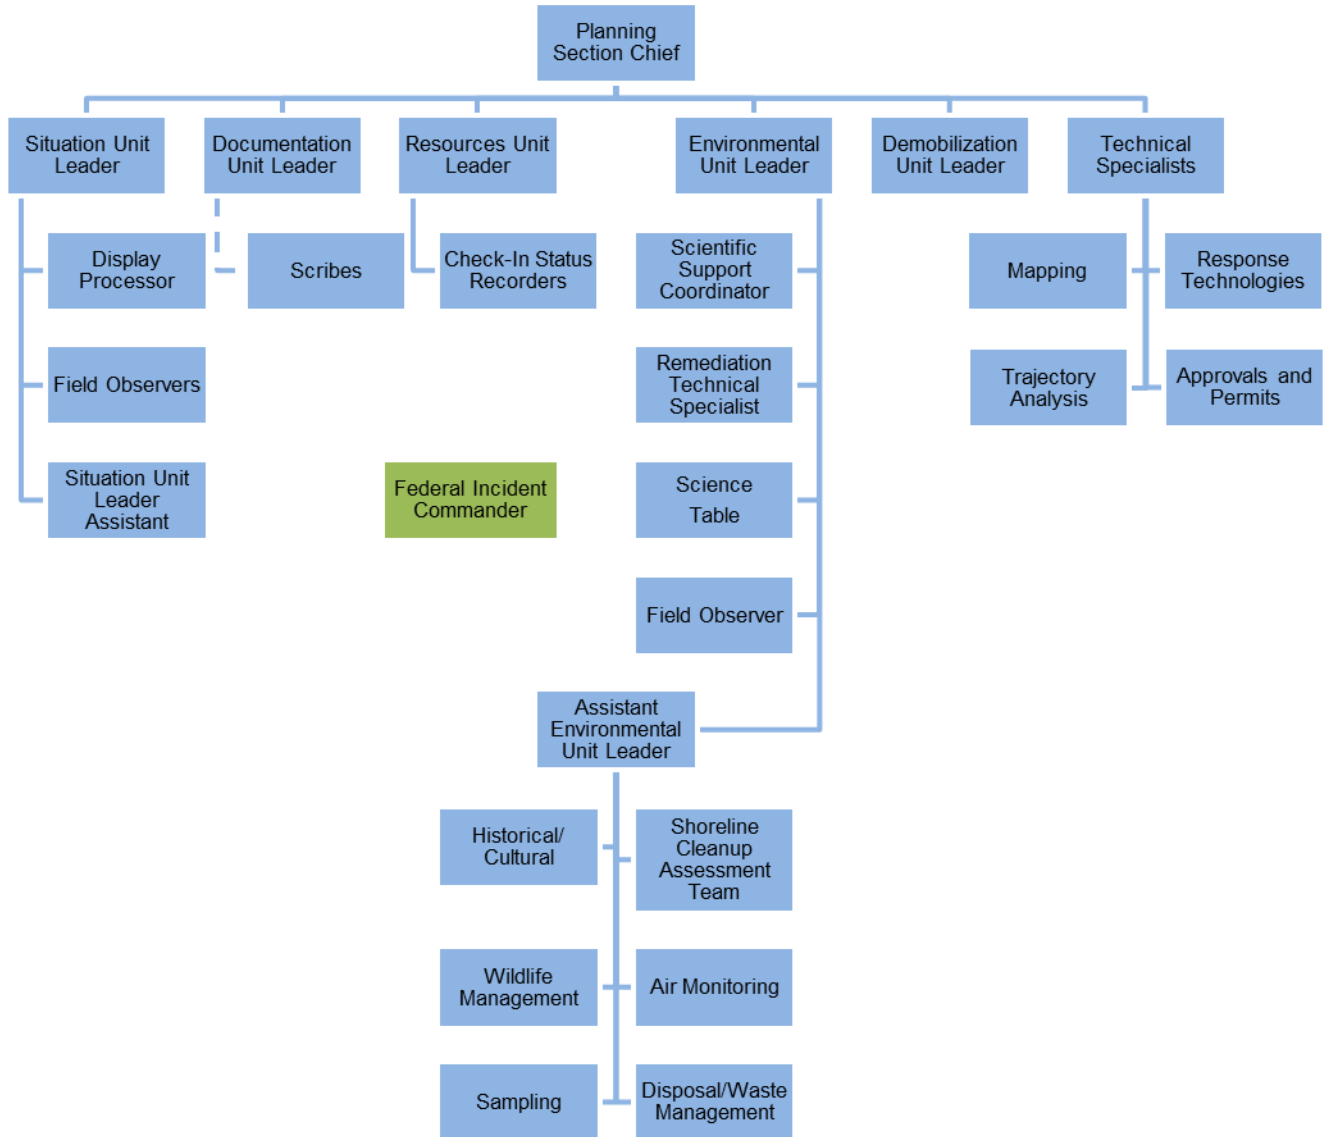 Planning
Section Chief
Situation Unit
Leader
Documentation
Unit Leader
Resources Unit
Leader
Environmental
Unit Leader
Demobilization
Unit Leader
Technical
Specialists
Display
Processor
Scribes
Check-In Status
Recorders
Scientific
Support
Coordinator
Mapping
Response
Technologies
Field Observers
Remediation
Technical
Specialist
Trajectory
Analysis
Approvals and
Permits
Situation Unit
Leader
Assistant
Federal Incident
Commander
Science
Table
Field Observer
Assistant
Environmental
Unit Leader
Historical/
Cultural
Shoreline
Cleanup
Assessment
Team
Wildlife
Management
Air Monitoring
Sampling
Disposal/Waste
Management